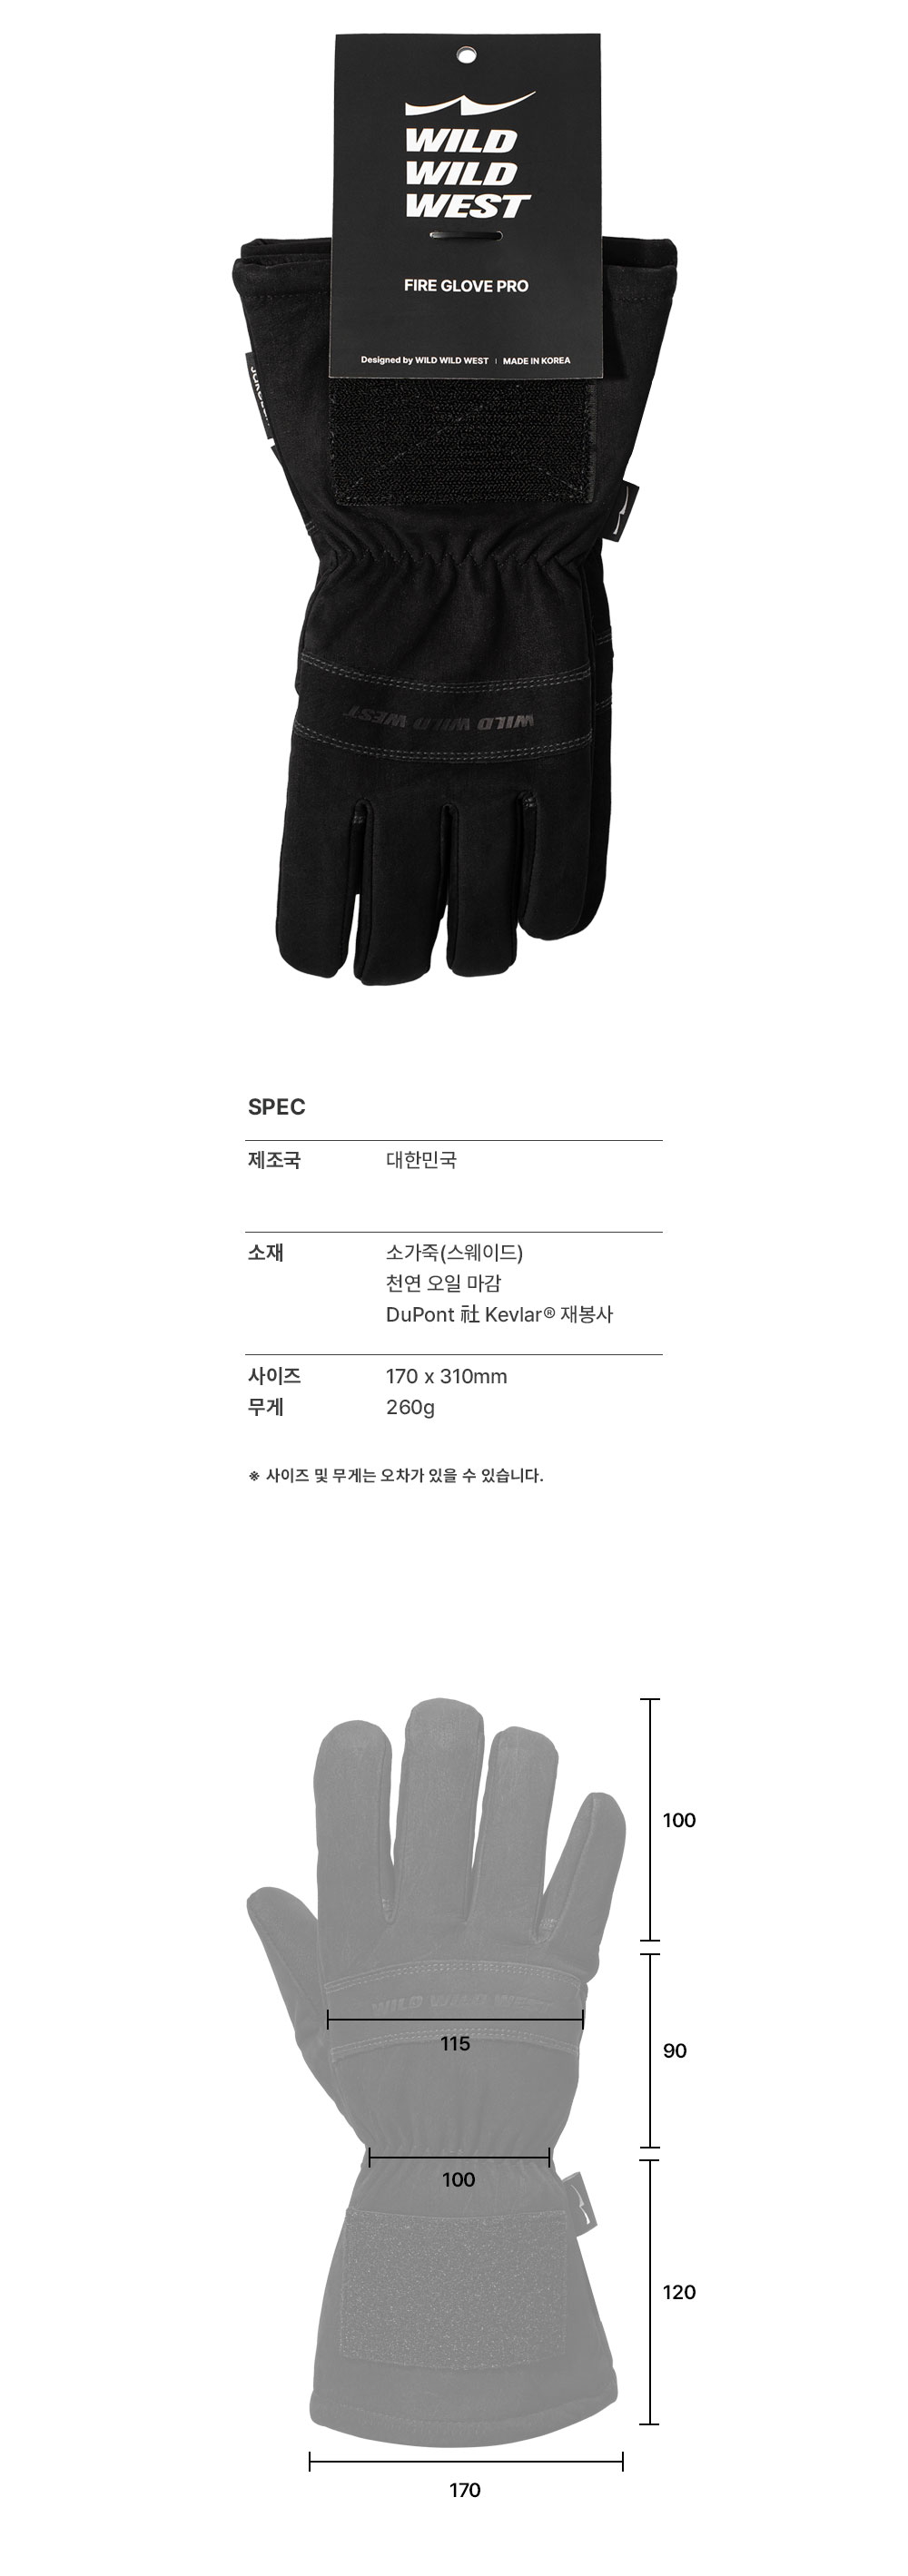 WILD
WILD
WEST
FIRE GLOVE PRO
Designed by WILD WILD WEST | MADE IN KOREA
WILD WILD WEST
SPEC
제조국 대한민국
소재 소가죽(스웨이드)
천연 오일 마감
DuPont 社 Kevlar® 재봉사
사이즈 170 x 310mm
무게 260g
※ 사이즈 및 무게는 오차가 있을 수 있습니다.
100
WILD WILD WEST
115
90
100
120
170